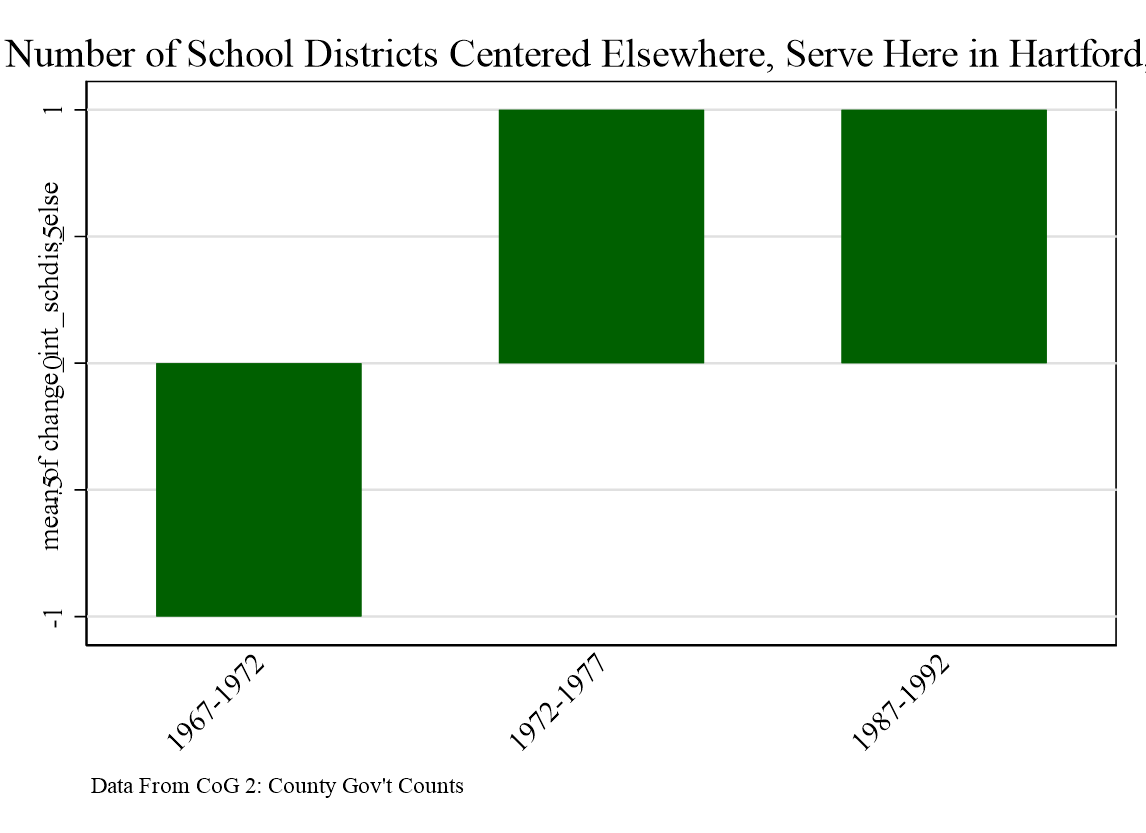 Number of School Districts Centered Elsewhere, Serve Here in Hartford,
mean of change_int_schdis_else
1
.5
0
-.5
-1
1967-1972
1972-1977
1987-1992
Data From CoG 2: County Gov't Counts